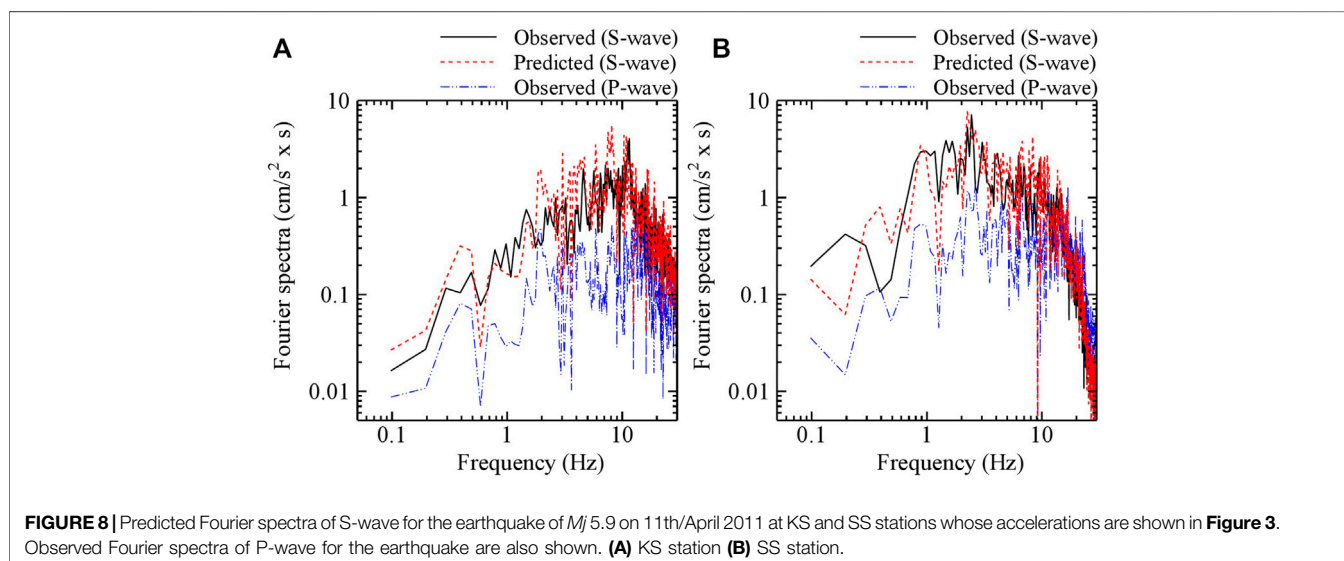 A
Observed (S-wave)
Predicted (S-wave)
Observed (P-wave)
10
1
0.1
0.01
Fourier spectra (cm/s² x s)
0.1
1
10
Frequency (Hz)
B
Observed (S-wave)
Predicted (S-wave)
Observed (P-wave)
10
1
0.1
0.01
Fourier spectra (cm/s² x s)
0.1
1
10
Frequency (Hz)
FIGURE 8 | Predicted Fourier spectra of S-wave for the earthquake of Mj 5.9 on 11th/April 2011 at KS and SS stations whose accelerations are shown in Figure 3.
Observed Fourier spectra of P-wave for the earthquake are also shown. (A) KS station (B) SS station.